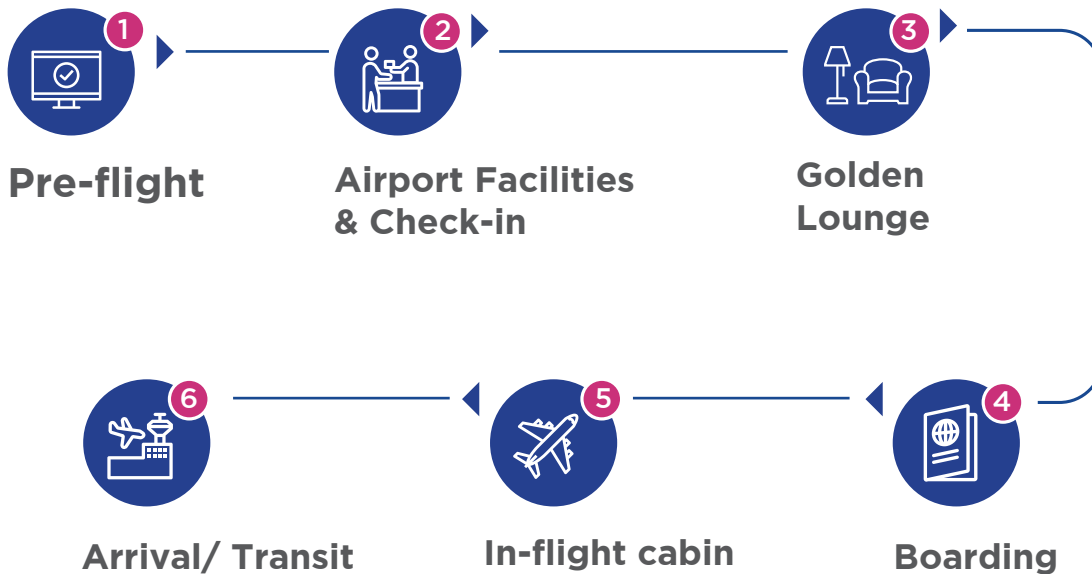 1
Pre-flight
2
Airport Facilities
& Check-in
3
Golden
Lounge
4
Boarding
5
In-flight cabin
6
Arrival/ Transit